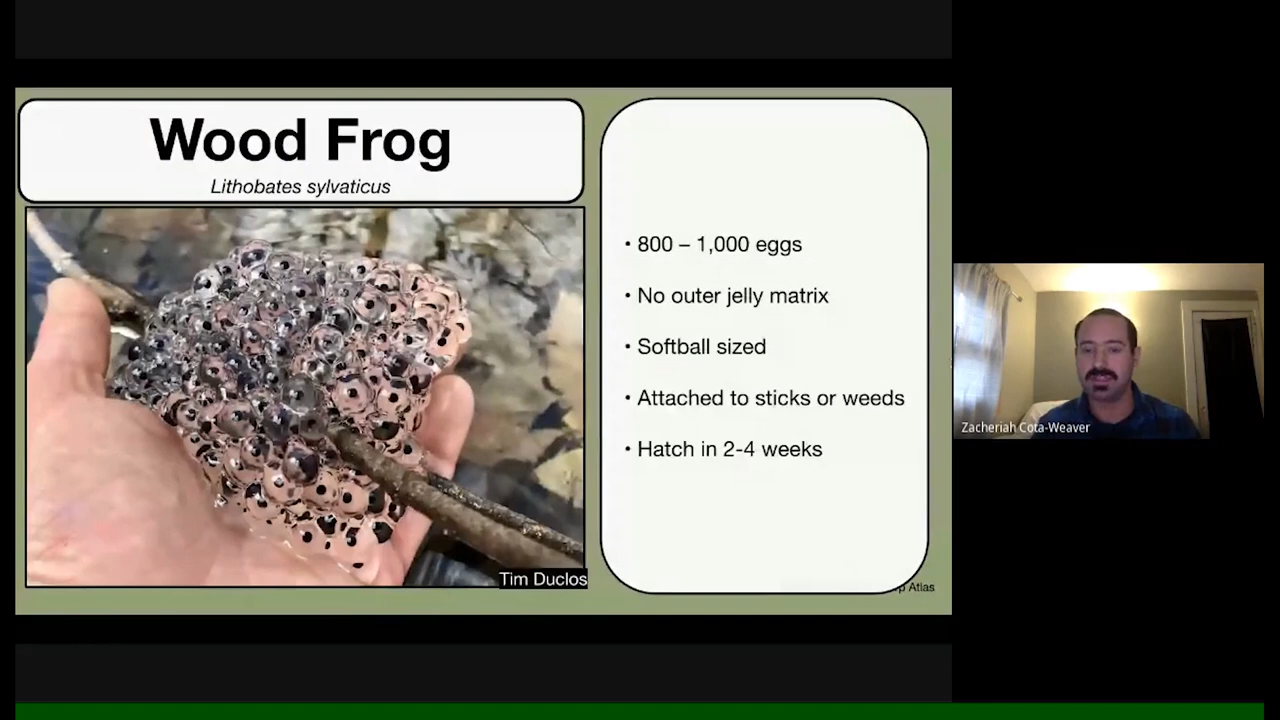 Wood Frog
Lithobates sylvaticus
• 800 – 1,000 eggs
• No outer jelly matrix
• Softball sized
• Attached to sticks or weeds
• Hatch in 2-4 weeks
Tim Duclos
Atlas
Zacheriah Cota-Weaver